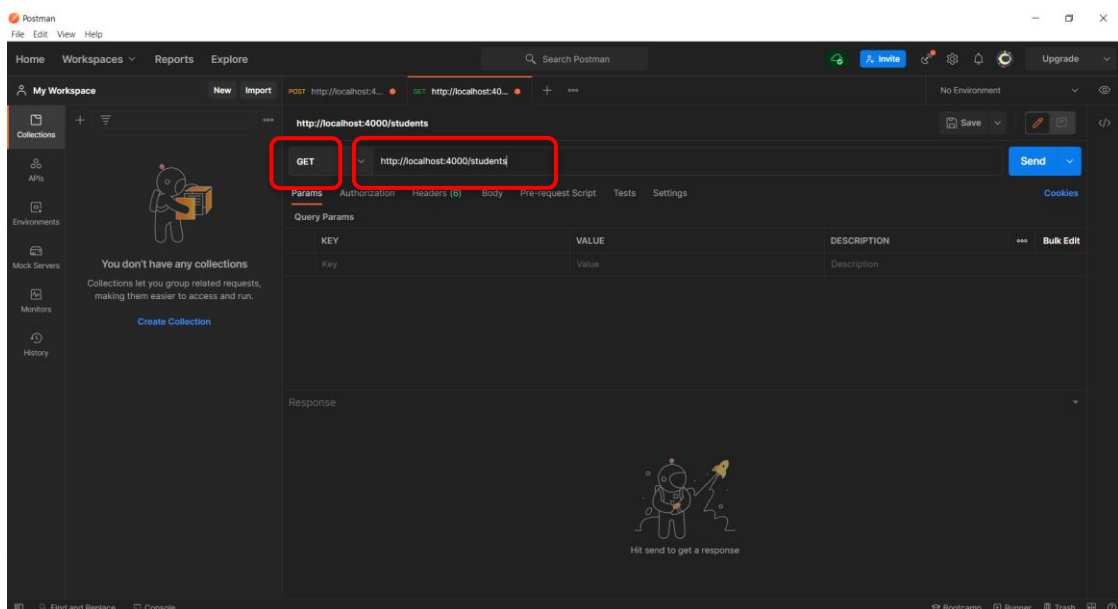 Postman
File Edit View Help
Home Workspaces Reports Explore Search Postman Invite Upgrade
My Workspace New Import POST http://localhost:4... GET http://localhost:40... No Environment
Collections
http://localhost:4000/students Save
GET http://localhost:4000/students Send
APIs
Params Authorization Headers (6) Body Pre-request Script Tests Settings Cookies
Environments
Query Params
KEY VALUE DESCRIPTION Bulk Edit
Mock Servers
You don't have any collections
Key Value Description
Collections let you group related requests,
making them easier to access and run.
Monitors
Create Collection
History
Response
Hit send to get a response
Find and Replace Console Bootcamp Runner Trash